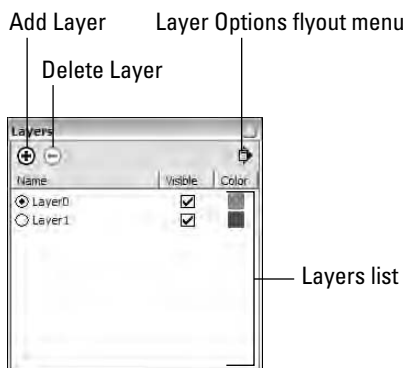 Add Layer
Layer Options flyout menu
Delete Layer
Layers
Name Visible Color
Layer0
Layer1
Layers list